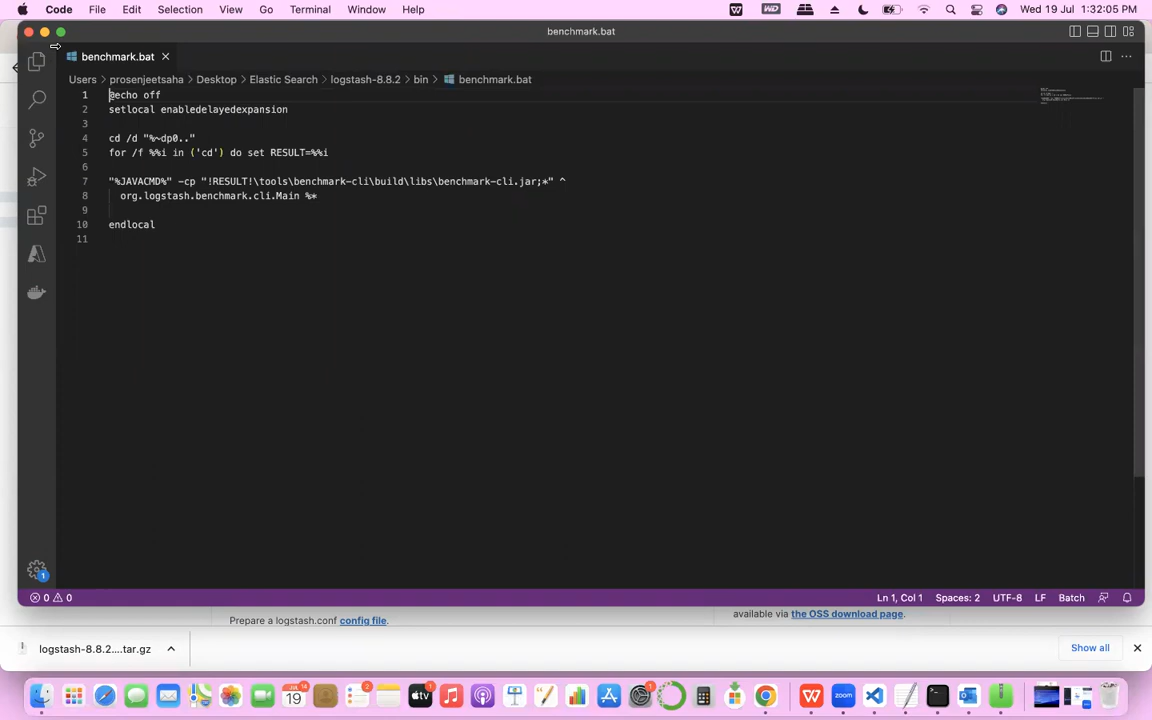 Code File Edit Selection View Go Terminal Window Help Wed 19 Jul 1:32:05 PM
benchmark.bat
benchmark.bat
Users > prosenjeetsaha > Desktop > Elastic Search > logstash-8.8.2 > bin > benchmark.bat
1 @echo off
2 setlocal enabledelayedexpansion
3
4 cd /d "%~dp0.."
5 for /f %%i in ('cd') do set RESULT=%%i
6
7 "%JAVACMD%" -cp "!RESULT!\tools\benchmark-cli\build\libs\benchmark-cli.jar;*" ^
8 org.logstash.benchmark.cli.Main %*
9
10 endlocal
11
1
0 0 Ln 1, Col 1 Spaces: 2 UTF-8 LF Batch
Prepare a logstash.conf config file.
available via the OSS download page.
logstash-8.8.2....tar.gz
Show all